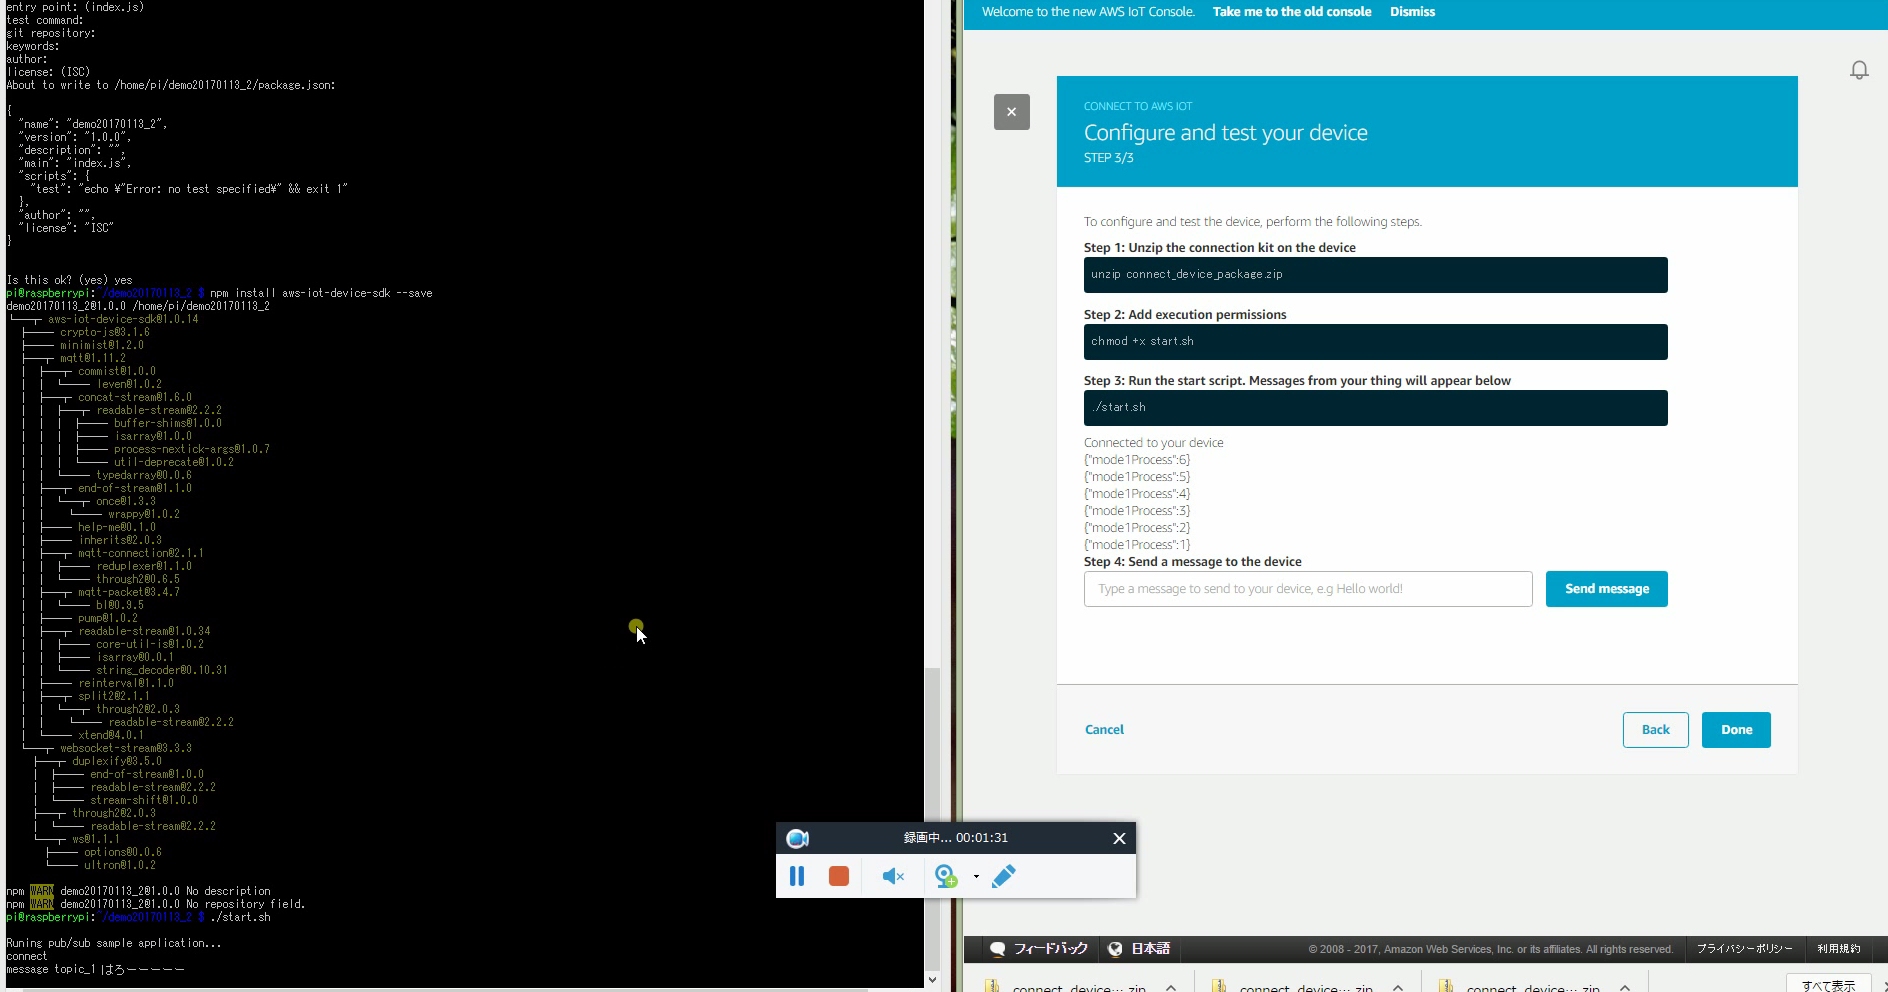 entry point: (index.js)
test command:
git repository:
keywords:
author:
license: (ISC)
About to write to /home/pi/demo20170113_2/package.json:
{
"name": "demo20170113_2",
"version": "1.0.0",
"description": "",
"main": "index.js",
"scripts": {
"test": "echo ¥"Error: no test specified¥" && exit 1"
},
"author": "",
"license": "ISC"
}
Is this ok? (yes) yes
pi@raspberrypi:~/demo20170113_2 $ npm install aws-iot-device-sdk --save
demo20170113_2@1.0.0 /home/pi/demo20170113_2
└─┬ aws-iot-device-sdk@1.0.14
├── crypto-js@3.1.6
├── minimist@1.2.0
├─┬ mqtt@1.11.2
│ ├─┬ commist@1.0.0
│ │ └── leven@1.0.2
│ ├─┬ concat-stream@1.6.0
│ │ ├─┬ readable-stream@2.2.2
│ │ │ ├── buffer-shims@1.0.0
│ │ │ ├── isarray@1.0.0
│ │ │ ├── process-nextick-args@1.0.7
│ │ │ └── util-deprecate@1.0.2
│ │ └── typedarray@0.0.6
│ ├─┬ end-of-stream@1.1.0
│ │ └─┬ once@1.3.3
│ │   └── wrappy@1.0.2
│ ├── help-me@0.1.0
│ ├── inherits@2.0.3
│ ├─┬ mqtt-connection@2.1.1
│ │ ├── reduplexer@1.1.0
│ │ └── through2@0.6.5
│ ├─┬ mqtt-packet@3.4.7
│ │ └── bl@0.9.5
│ ├── pump@1.0.2
│ ├─┬ readable-stream@1.0.34
│ │ ├── core-util-is@1.0.2
│ │ ├── isarray@0.0.1
│ │ └── string_decoder@0.10.31
│ ├── reinterval@1.1.0
│ ├─┬ split2@2.1.1
│ │ └─┬ through2@2.0.3
│ │   └── readable-stream@2.2.2
│ └── xtend@4.0.1
└─┬ websocket-stream@3.3.3
├─┬ duplexify@3.5.0
│ ├── end-of-stream@1.0.0
│ ├── readable-stream@2.2.2
│ └── stream-shift@1.0.0
├─┬ through2@2.0.3
│ └── readable-stream@2.2.2
└─┬ ws@1.1.1
├── options@0.0.6
└── ultron@1.0.2
npm WARN demo20170113_2@1.0.0 No description
npm WARN demo20170113_2@1.0.0 No repository field.
pi@raspberrypi:~/demo20170113_2 $ ./start.sh
Runing pub/sub sample application...
connect
message topic_1 はろーーーーー
Welcome to the new AWS IoT Console. Take me to the old console Dismiss
CONNECT TO AWS IOT
Configure and test your device
STEP 3/3
To configure and test the device, perform the following steps.
Step 1: Unzip the connection kit on the device
unzip connect_device_package.zip
Step 2: Add execution permissions
chmod +x start.sh
Step 3: Run the start script. Messages from your thing will appear below
./start.sh
Connected to your device
{"mode1Process":6}
{"mode1Process":5}
{"mode1Process":4}
{"mode1Process":3}
{"mode1Process":2}
{"mode1Process":1}
Step 4: Send a message to the device
Type a message to send to your device, e.g Hello world!
Send message
Cancel Back Done
録画中... 00:01:31
フィードバック 日本語 © 2008 - 2017, Amazon Web Services, Inc. or its affiliates. All rights reserved. プライバシーポリシー 利用規約
connect_device….zip connect_device….zip connect_device….zip すべて表示